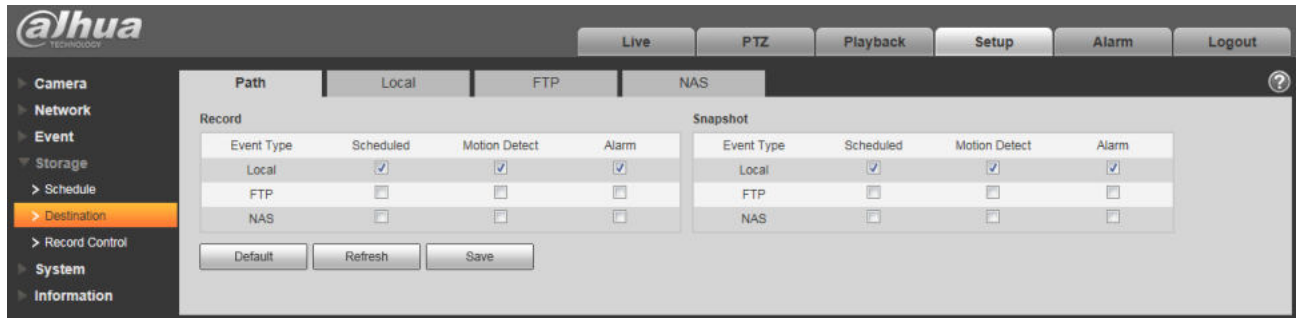 alhua
TECHNOLOGY
Live PTZ Playback Setup Alarm Logout
Camera
Network
Event
Storage
> Schedule
> Destination
> Record Control
System
Information
Path Local FTP NAS
?
Record
Event Type Scheduled Motion Detect Alarm
Local
FTP
NAS
Snapshot
Event Type Scheduled Motion Detect Alarm
Local
FTP
NAS
Default Refresh Save